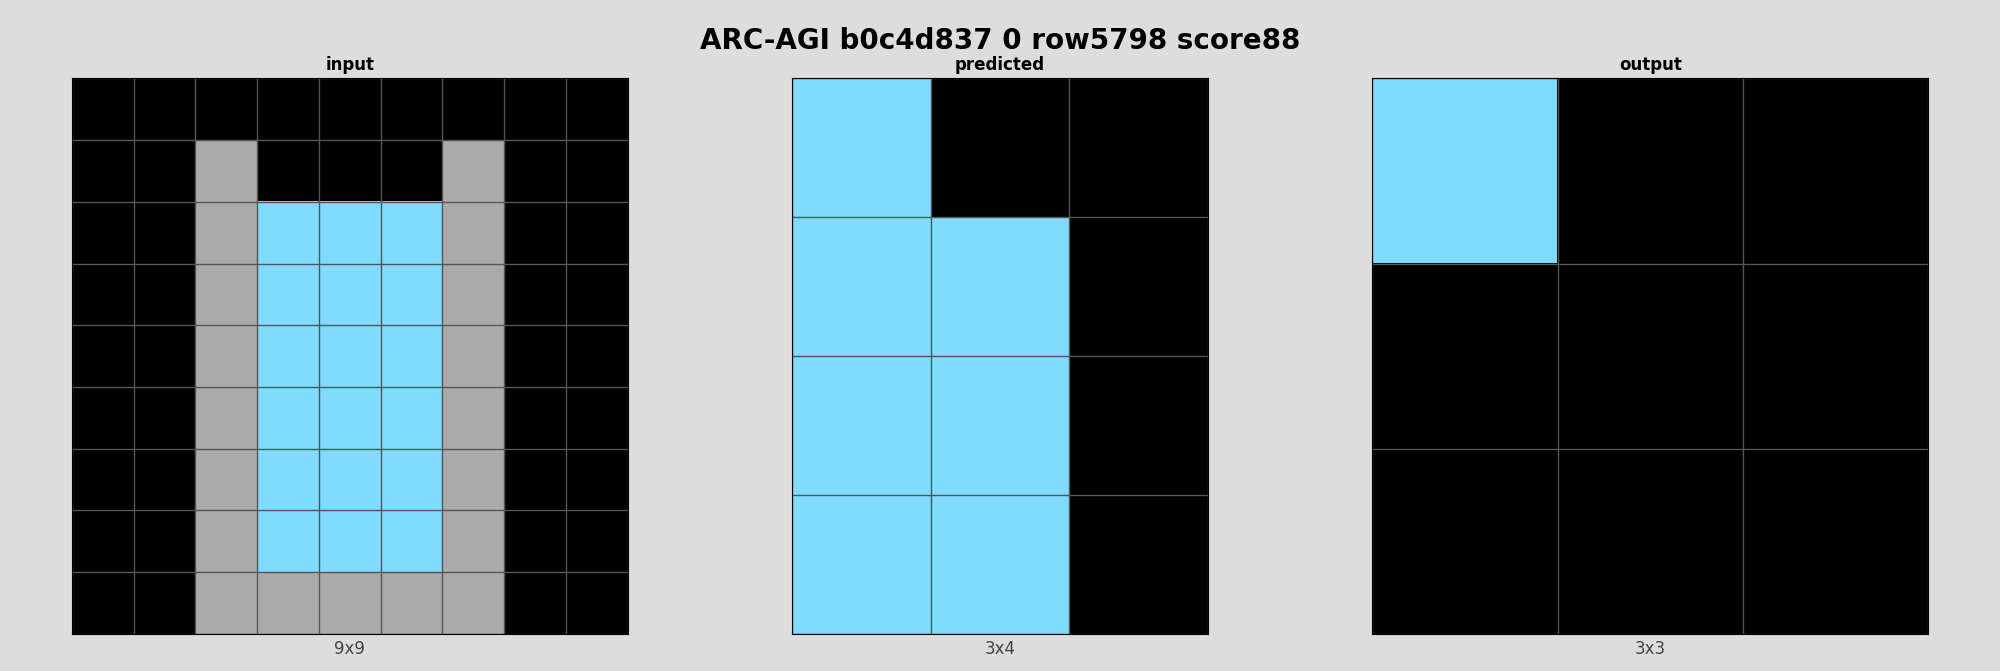 ARC-AGI b0c4d837 0 row5798 score88
input
predicted
output
9x9
3x4
3x3